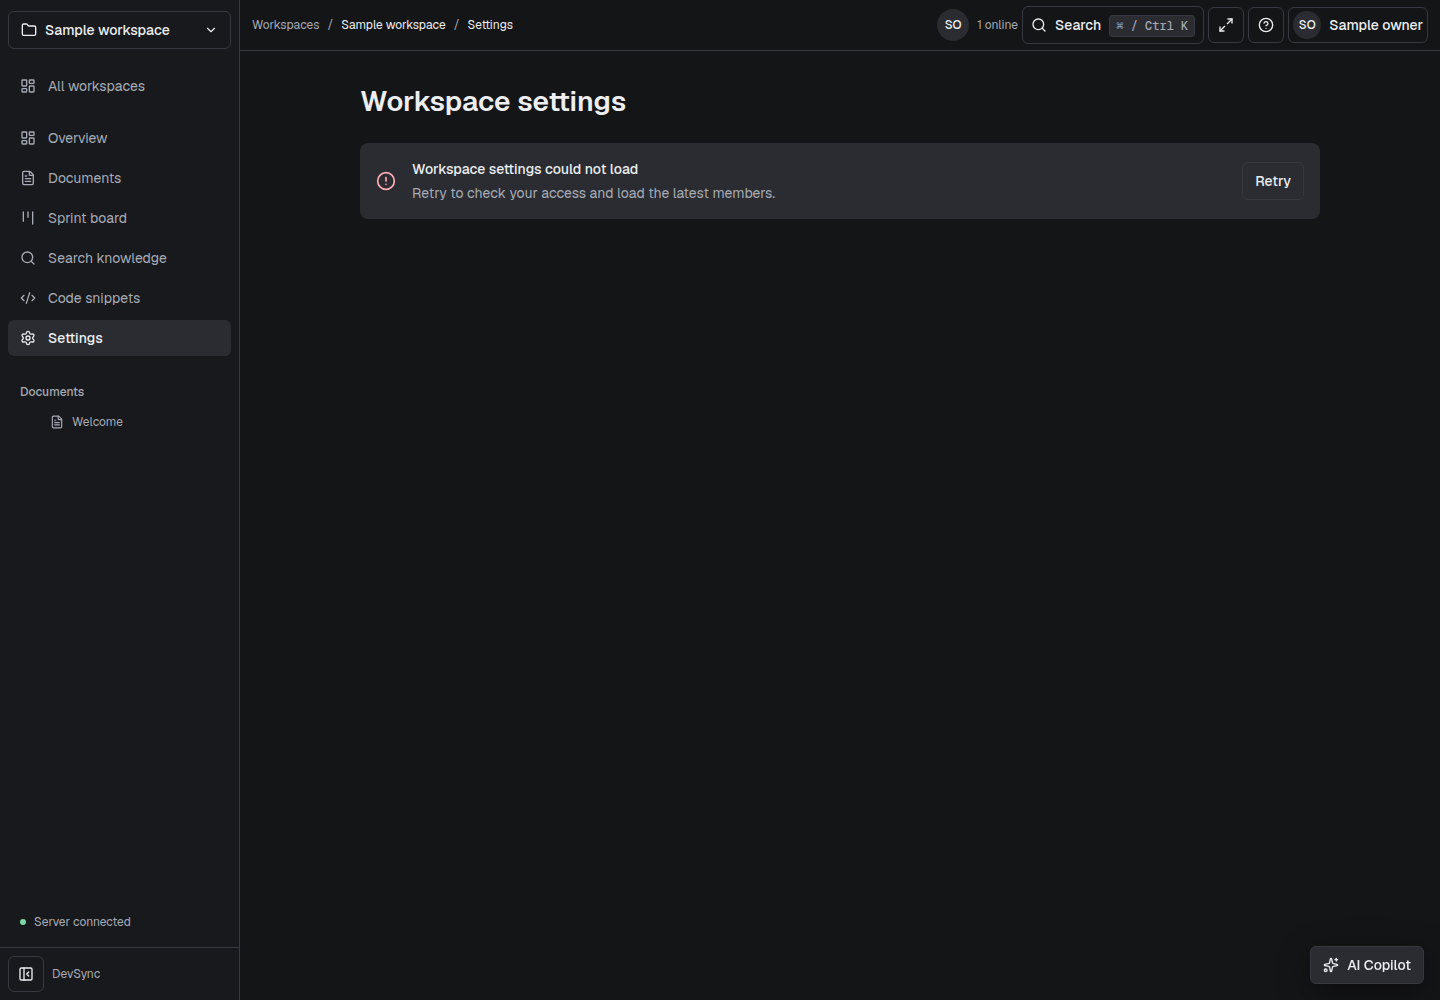 Sample workspace
All workspaces
Overview
Documents
Sprint board
Search knowledge
Code snippets
Settings
Documents
Welcome
Server connected
DevSync
Workspaces / Sample workspace / Settings
SO 1 online Search ⌘ / Ctrl K SO Sample owner
Workspace settings
Workspace settings could not load
Retry to check your access and load the latest members.
Retry
AI Copilot